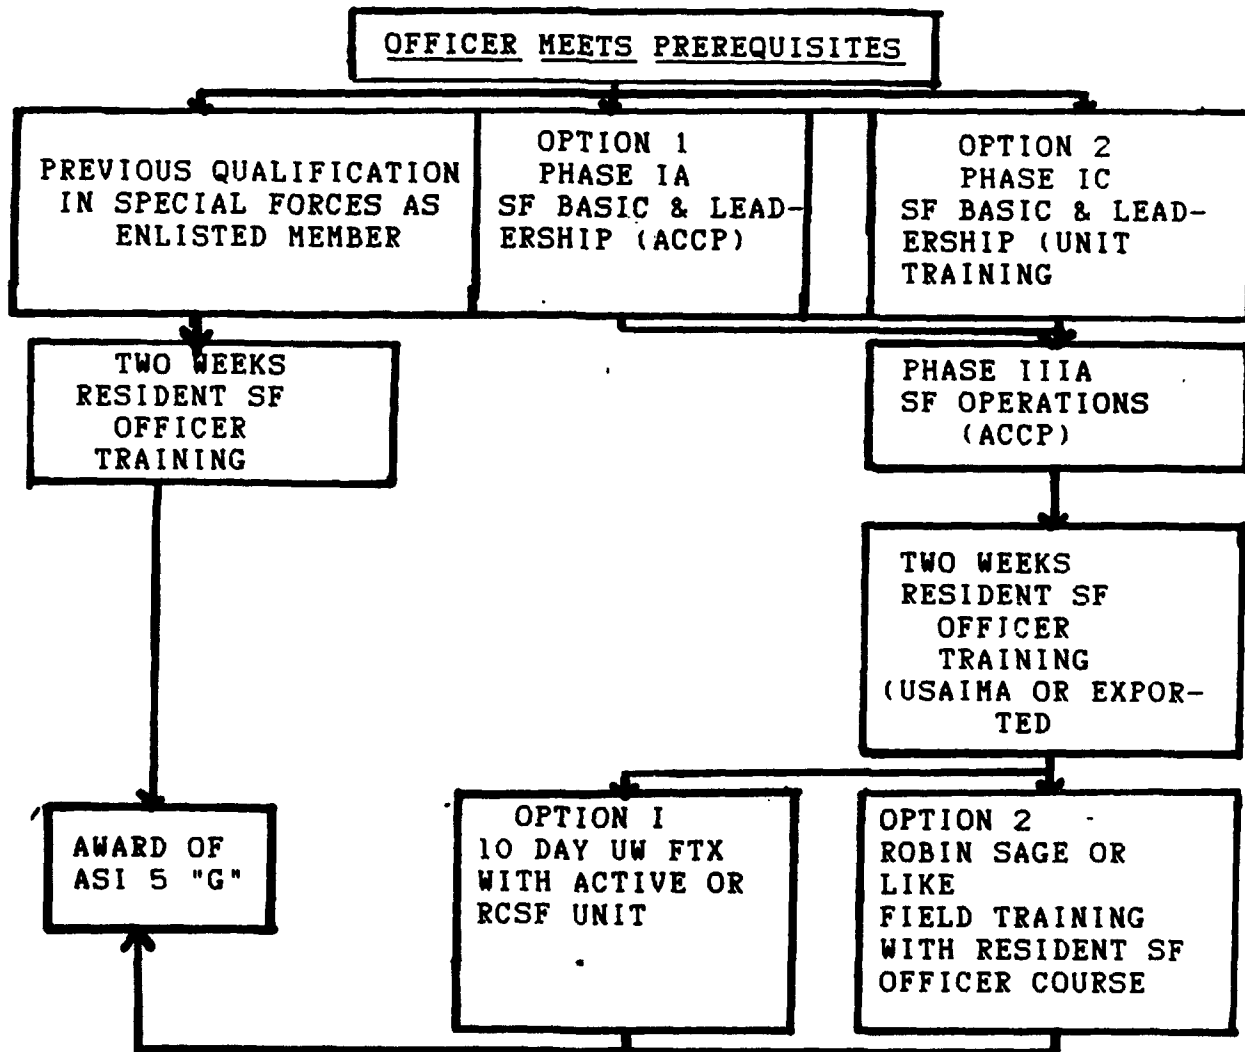 OFFICER MEETS PREREQUISITES
PREVIOUS QUALIFICATION
IN SPECIAL FORCES AS
ENLISTED MEMBER
OPTION 1
PHASE IA
SF BASIC & LEAD-
ERSHIP (ACCP)
OPTION 2
PHASE IC
SF BASIC & LEAD-
ERSHIP (UNIT
TRAINING
TWO WEEKS
RESIDENT SF
OFFICER
TRAINING
PHASE IIIA
SF OPERATIONS
(ACCP)
TWO WEEKS
RESIDENT SF
OFFICER
TRAINING
(USAIMA OR EXPOR-
TED
AWARD OF
ASI 5 "G"
OPTION I
10 DAY UW FTX
WITH ACTIVE OR
RCSF UNIT
OPTION 2
ROBIN SAGE OR
LIKE
FIELD TRAINING
WITH RESIDENT SF
OFFICER COURSE